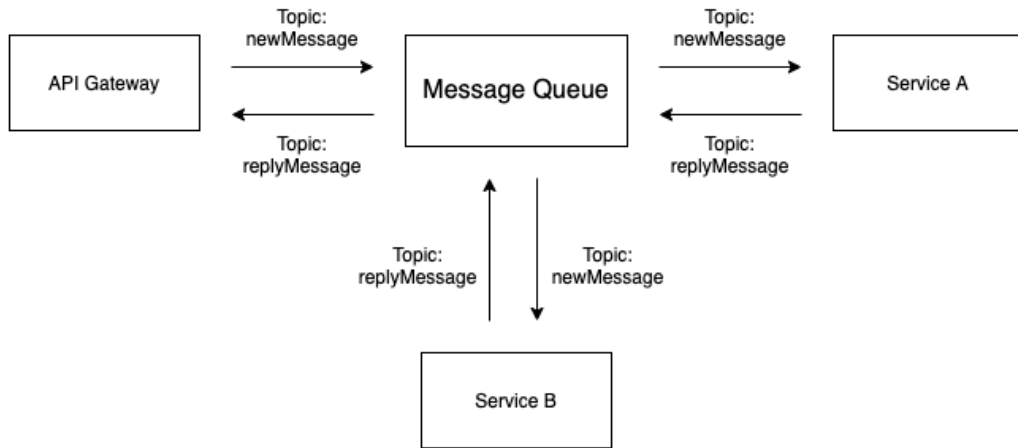 Topic:
newMessage
Topic:
newMessage
API Gateway
Message Queue
Service A
Topic:
replyMessage
Topic:
replyMessage
Topic:
replyMessage
Topic:
newMessage
Service B